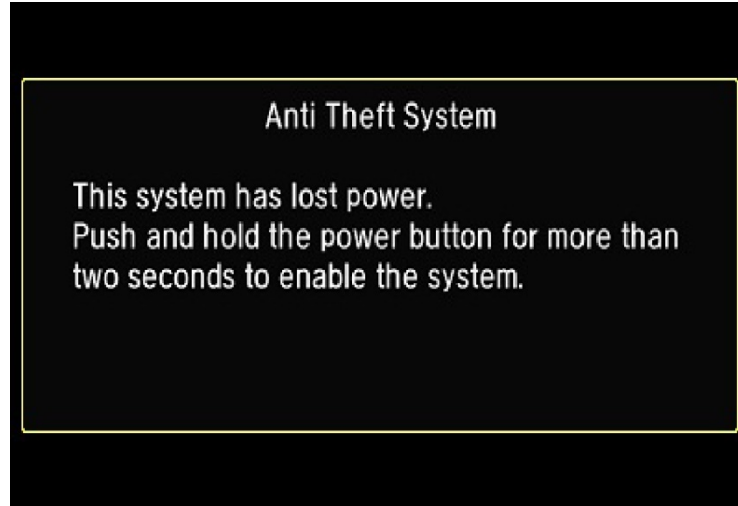 Anti Theft System
This system has lost power.
Push and hold the power button for more than
two seconds to enable the system.